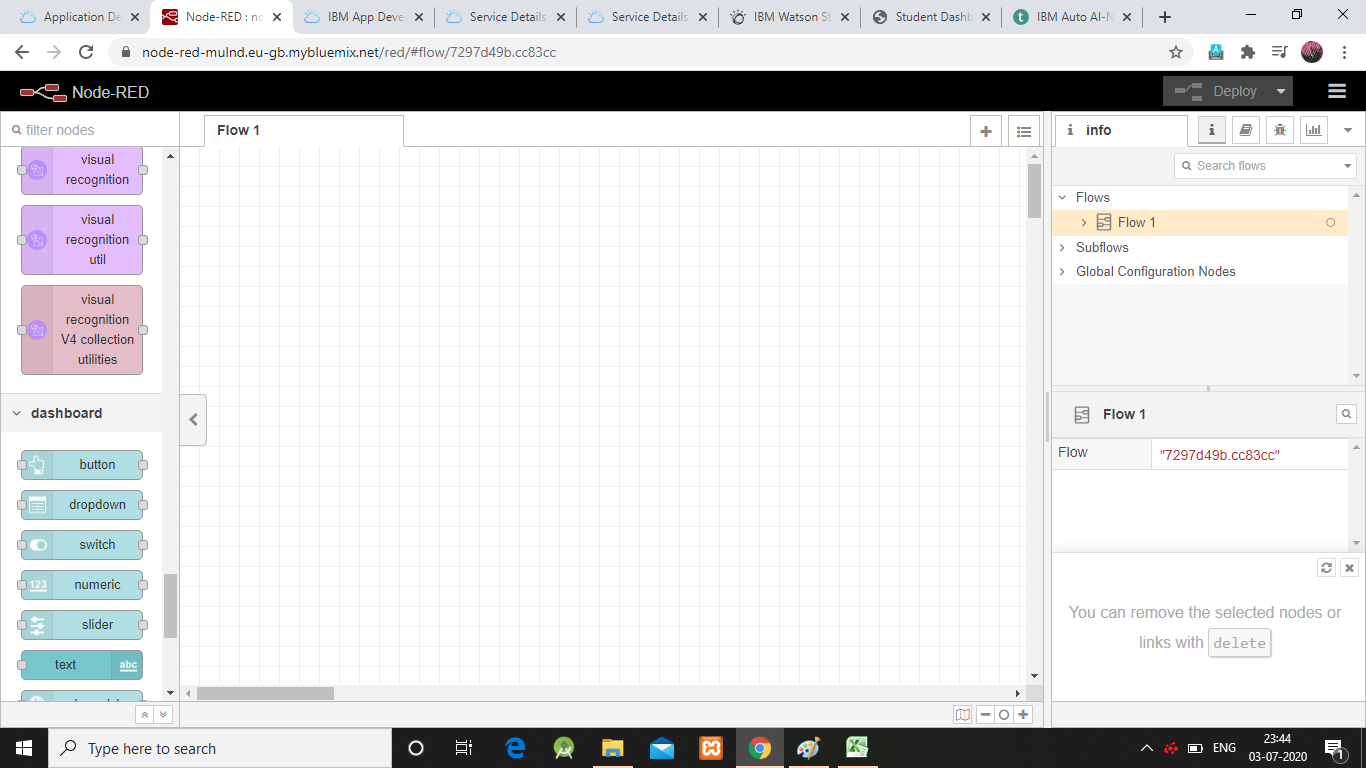 Application De
Node-RED : no
IBM App Deve
Service Details
Service Details
IBM Watson St
Student Dashb
IBM Auto AI-N
node-red-mulnd.eu-gb.mybluemix.net/red/#flow/7297d49b.cc83cc
Node-RED
Deploy
filter nodes
visual
recognition
visual
recognition
util
visual
recognition
V4 collection
utilities
dashboard
button
dropdown
switch
123 numeric
slider
text abc
Flow 1
i info
i
Search flows
Flows
Flow 1
Subflows
Global Configuration Nodes
Flow 1
Flow "7297d49b.cc83cc"
You can remove the selected nodes or
links with delete
Type here to search
ENG
23:44
03-07-2020
1